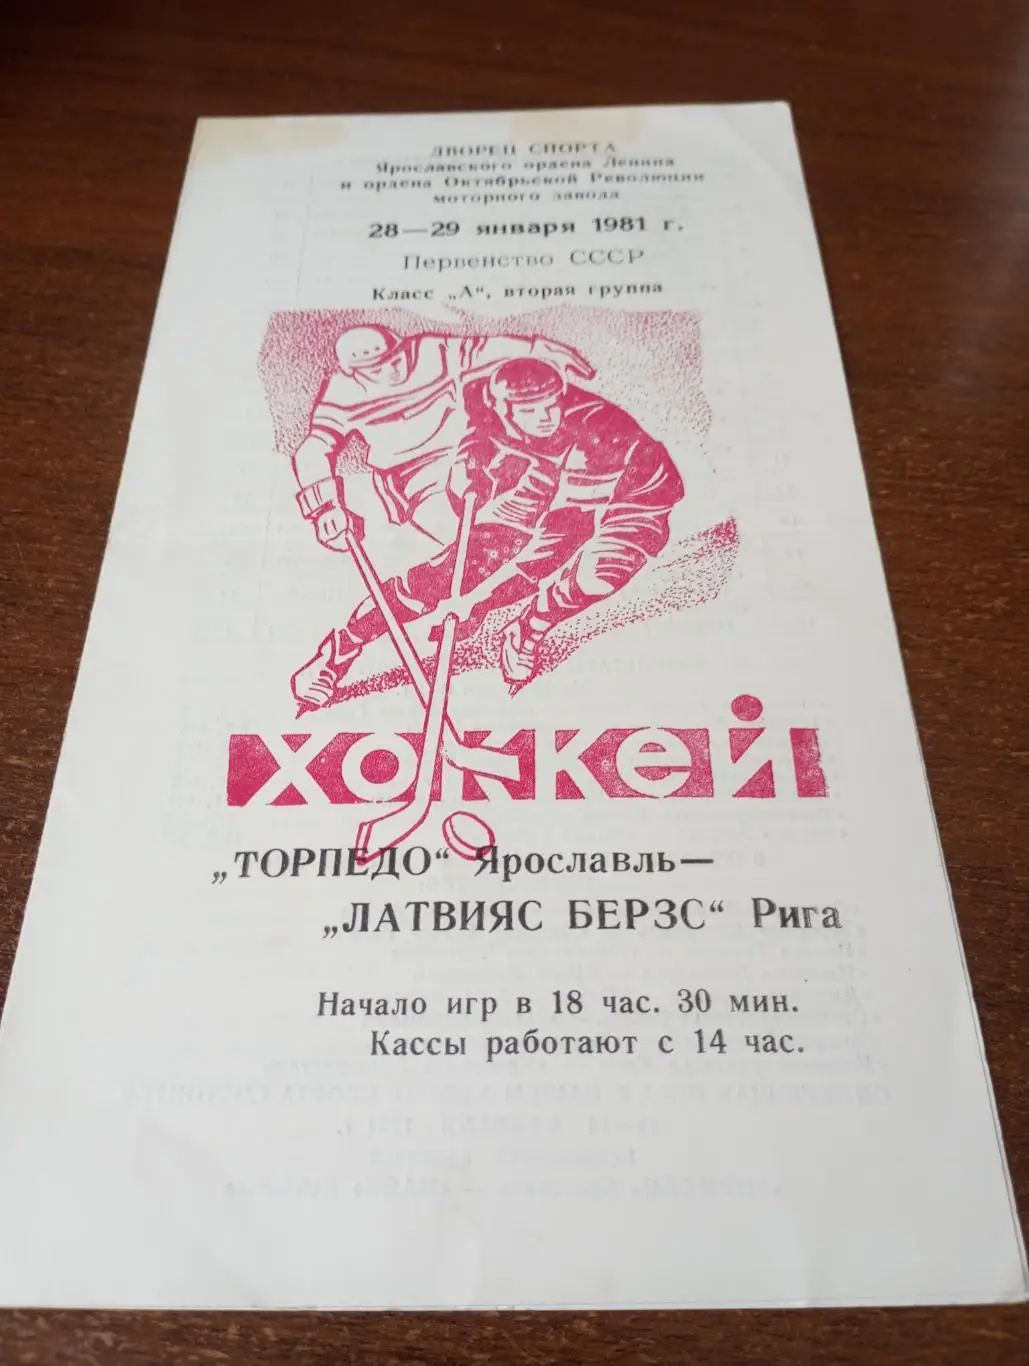 ДВОРЕЦ СПОРТА
Ярославского ордена Ленина
и ордена Октябрьской Революции
моторного завода
28—29 января 1981 г.
Первенство СССР
Класс „А“, вторая группа
хоккей
„ТОРПЕДО“ Ярославль—
„ЛАТВИЯС БЕРЗС“ Рига
Начало игр в 18 час. 30 мин.
Кассы работают с 14 час.